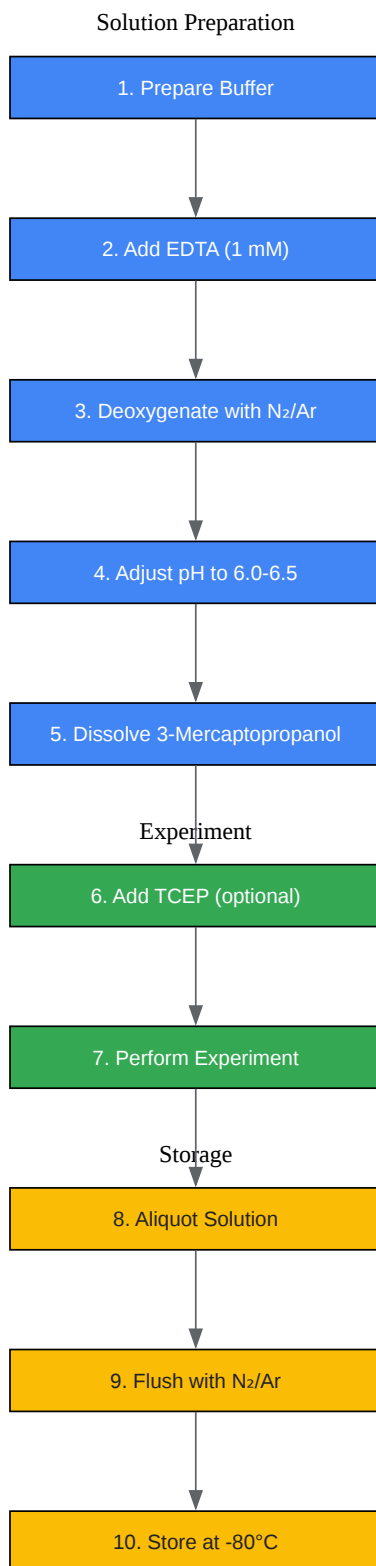 Solution Preparation
1. Prepare Buffer
2. Add EDTA (1 mM)
3. Deoxygenate with N₂/Ar
4. Adjust pH to 6.0-6.5
5. Dissolve 3-Mercaptopropanol
Experiment
6. Add TCEP (optional)
7. Perform Experiment
Storage
8. Aliquot Solution
9. Flush with N₂/Ar
10. Store at -80°C